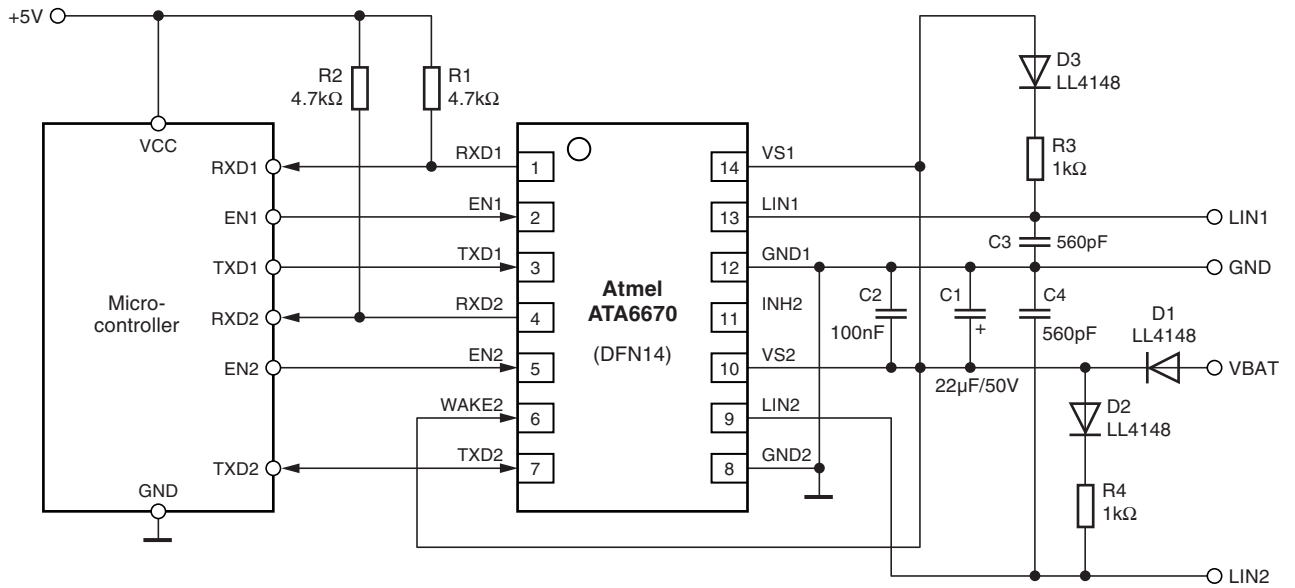 +5V
R2
4.7kΩ
R1
4.7kΩ
D3
LL4148
VCC
RXD1
RXD1
1
14
VS1
R3
1kΩ
EN1
EN1
2
13
LIN1
LIN1
C3
560pF
TXD1
TXD1
3
12
GND1
GND
Micro-
controller
Atmel
ATA6670
(DFN14)
RXD2
RXD2
4
11
INH2
C2
100nF
C1
+
22µF/50V
C4
560pF
D1
LL4148
EN2
EN2
5
10
VS2
VBAT
WAKE2
6
9
LIN2
D2
LL4148
TXD2
TXD2
7
8
GND2
GND
R4
1kΩ
LIN2